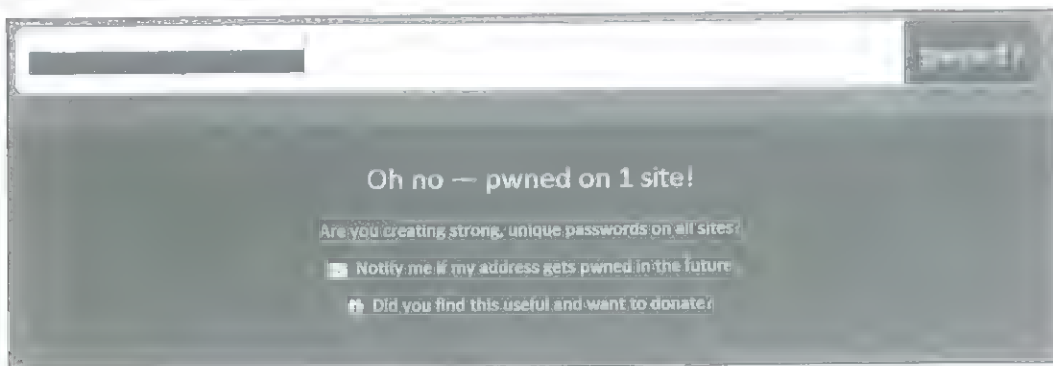 Oh no — pwned on 1 site!
Are you creating strong, unique passwords on all sites?
Notify me if my address gets pwned in the future
Did you find this useful and want to donate?